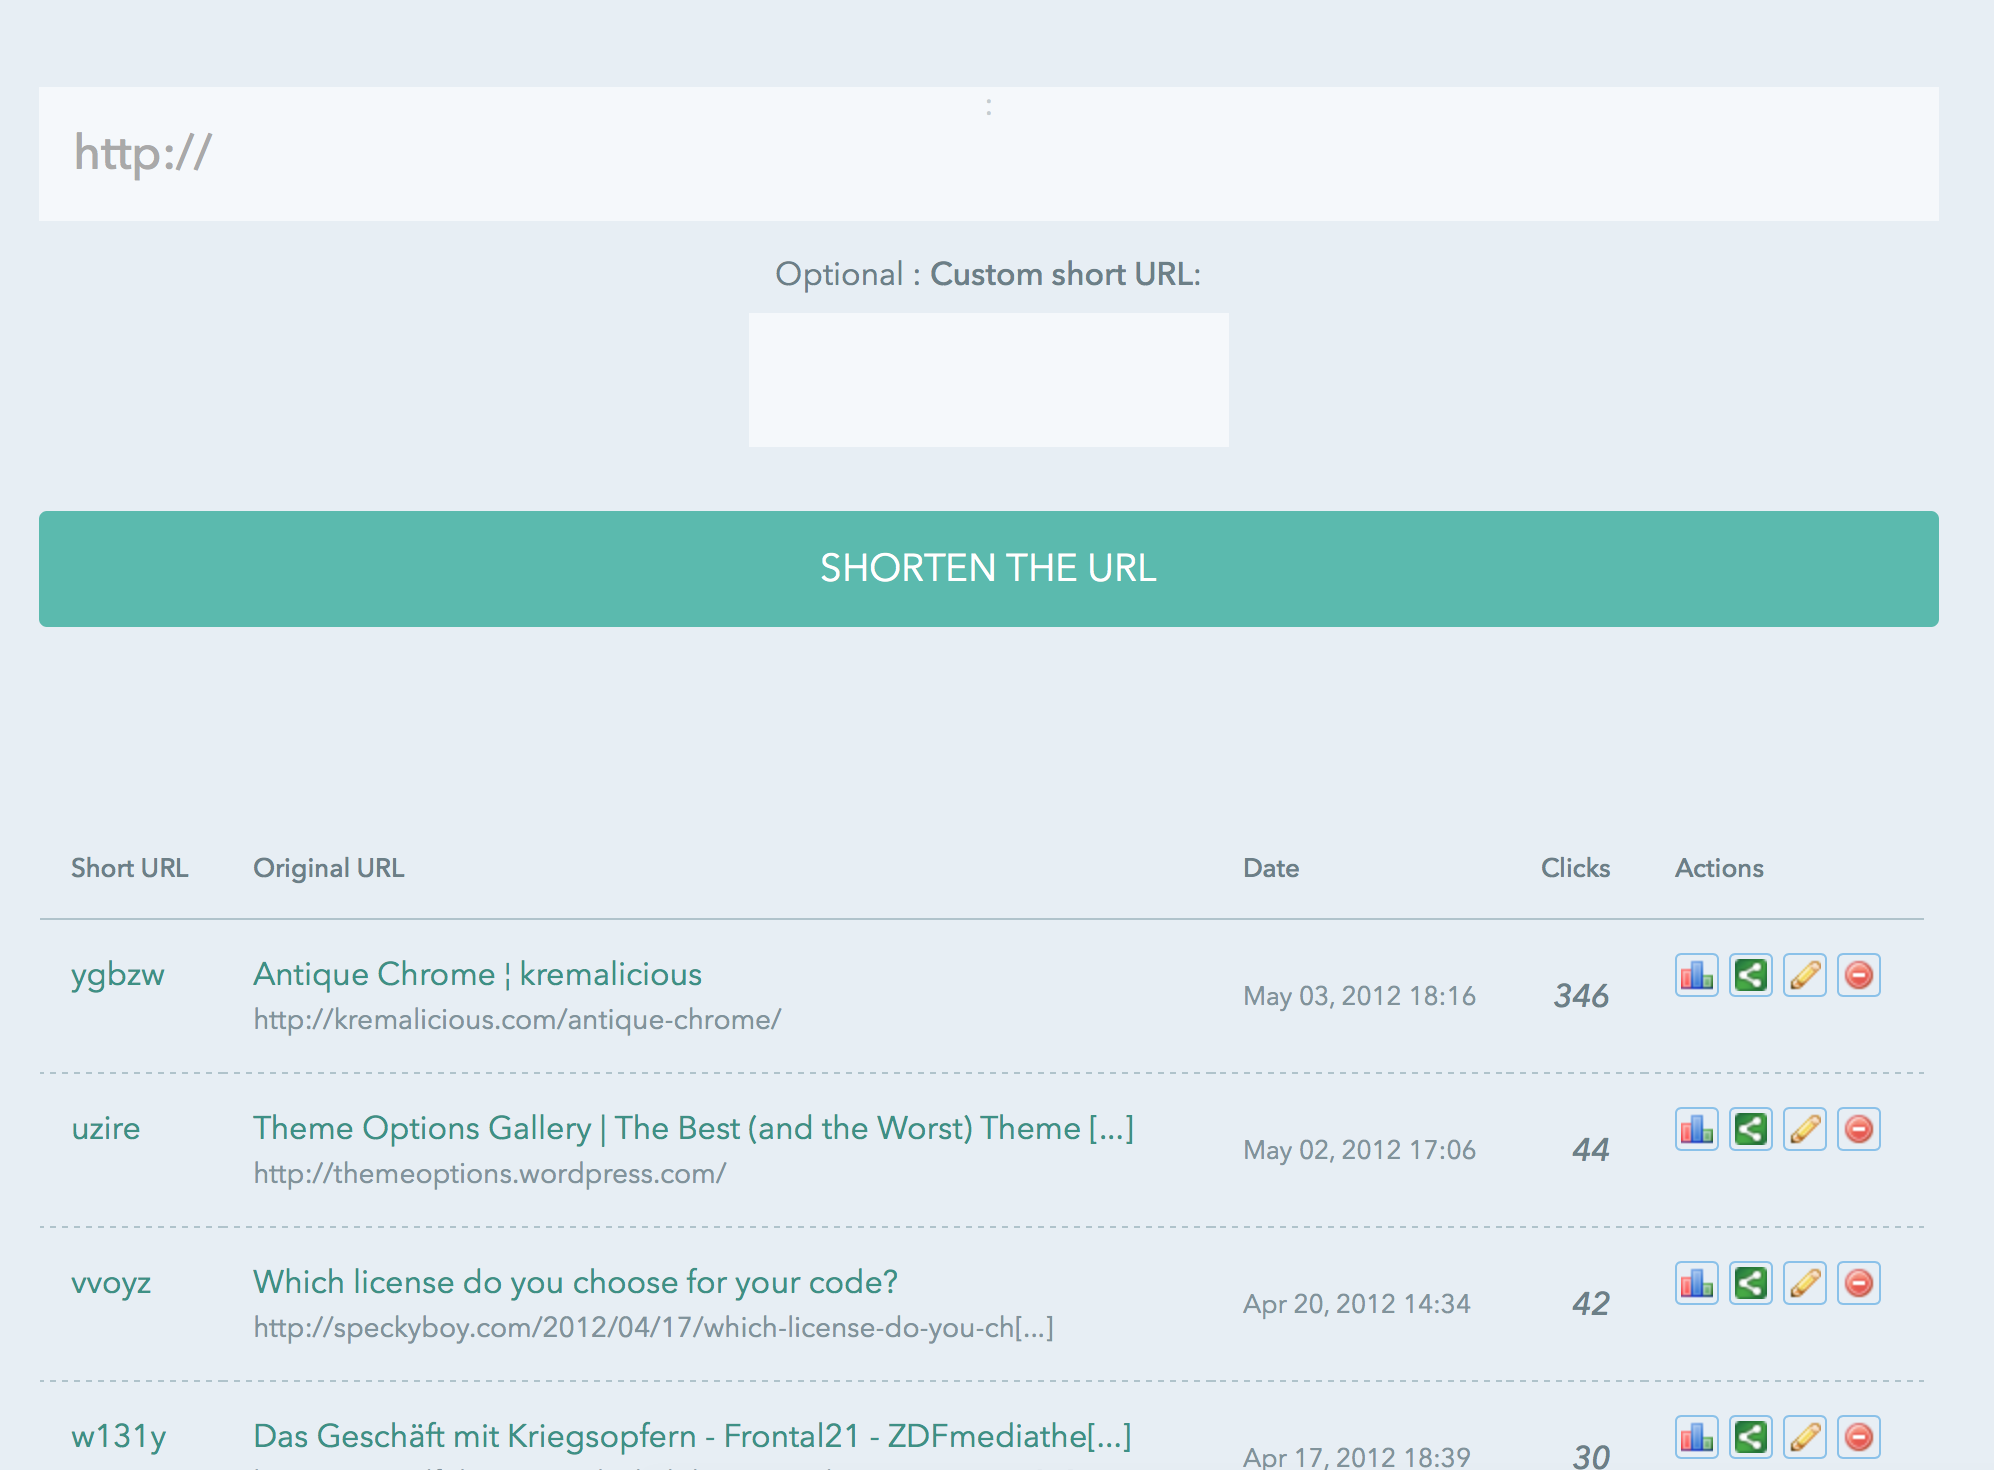 :
http://
Optional : Custom short URL:
SHORTEN THE URL
Short URL Original URL Date Clicks Actions
ygbzw Antique Chrome ¦ kremalicious
http://kremalicious.com/antique-chrome/
May 03, 2012 18:16 346
uzire Theme Options Gallery | The Best (and the Worst) Theme [...]
http://themeoptions.wordpress.com/
May 02, 2012 17:06 44
vvoyz Which license do you choose for your code?
http://speckyboy.com/2012/04/17/which-license-do-you-ch[...]
Apr 20, 2012 14:34 42
w131y Das Geschäft mit Kriegsopfern - Frontal21 - ZDFmediathe[...]
Apr 17, 2012 18:39 30